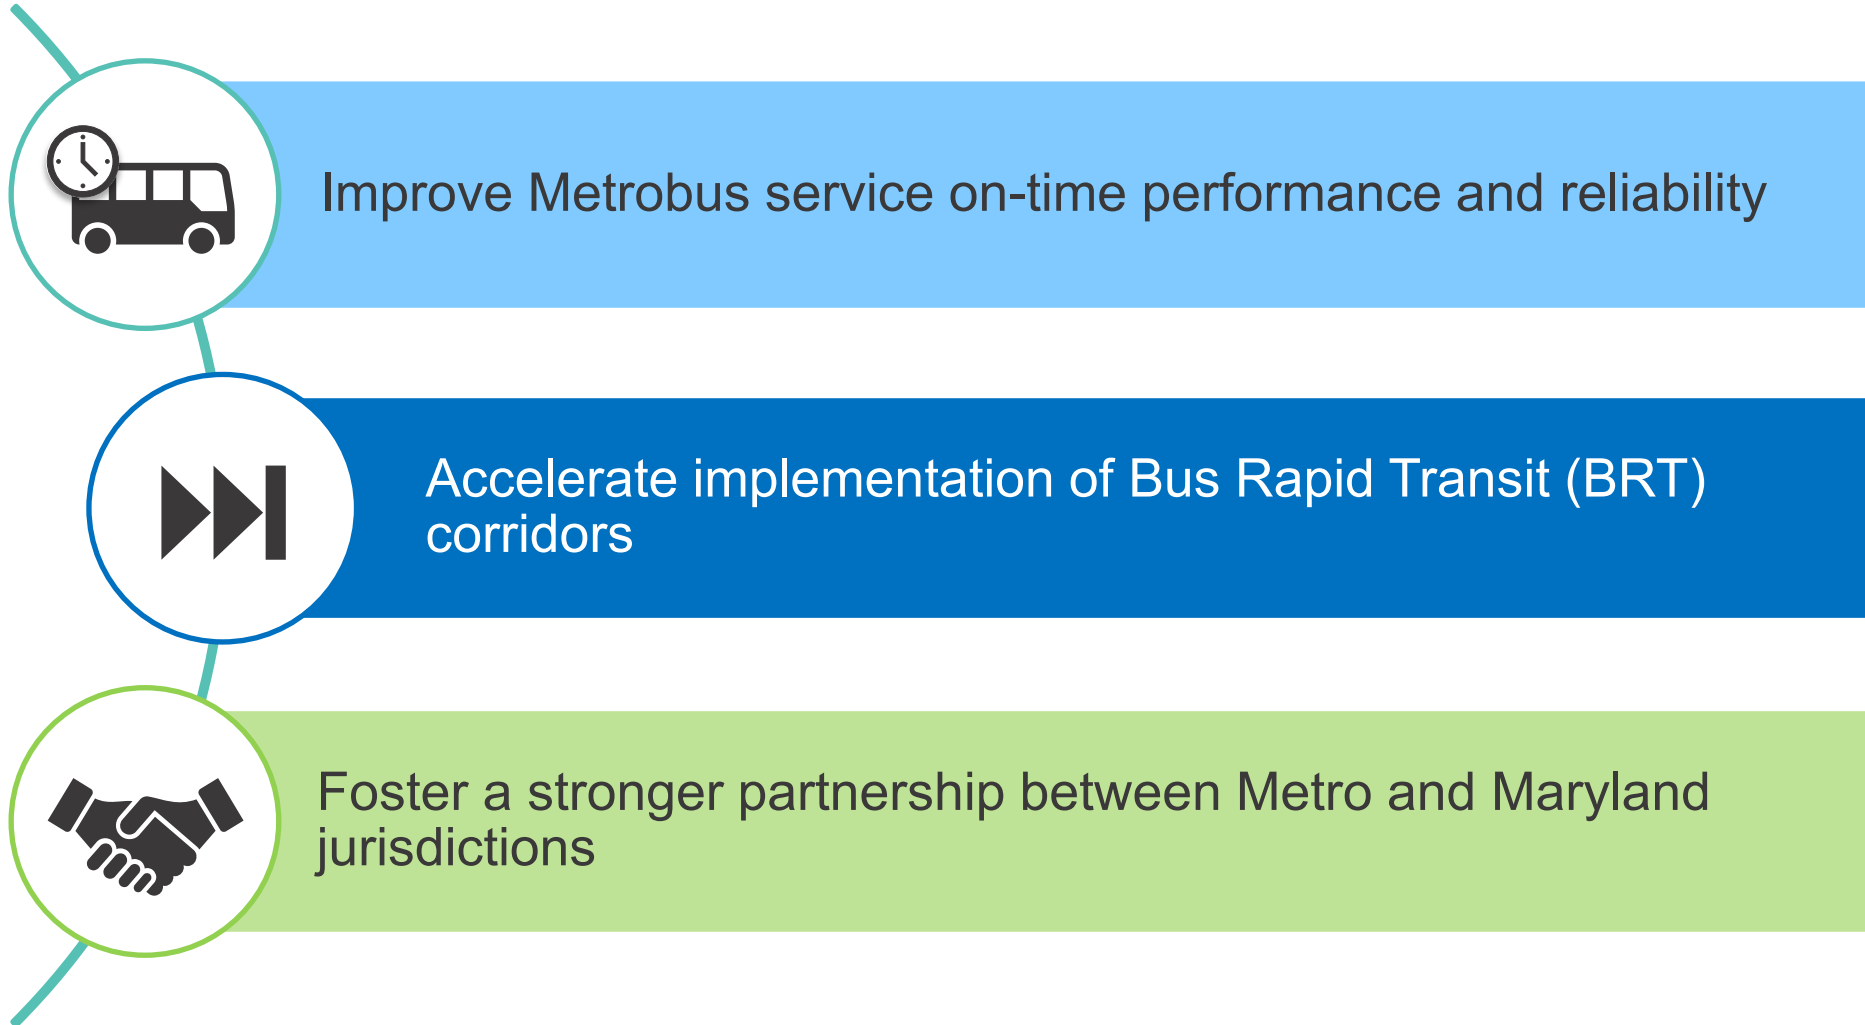 Improve Metrobus service on-time performance and reliability
Accelerate implementation of Bus Rapid Transit (BRT)
corridors
Foster a stronger partnership between Metro and Maryland
jurisdictions